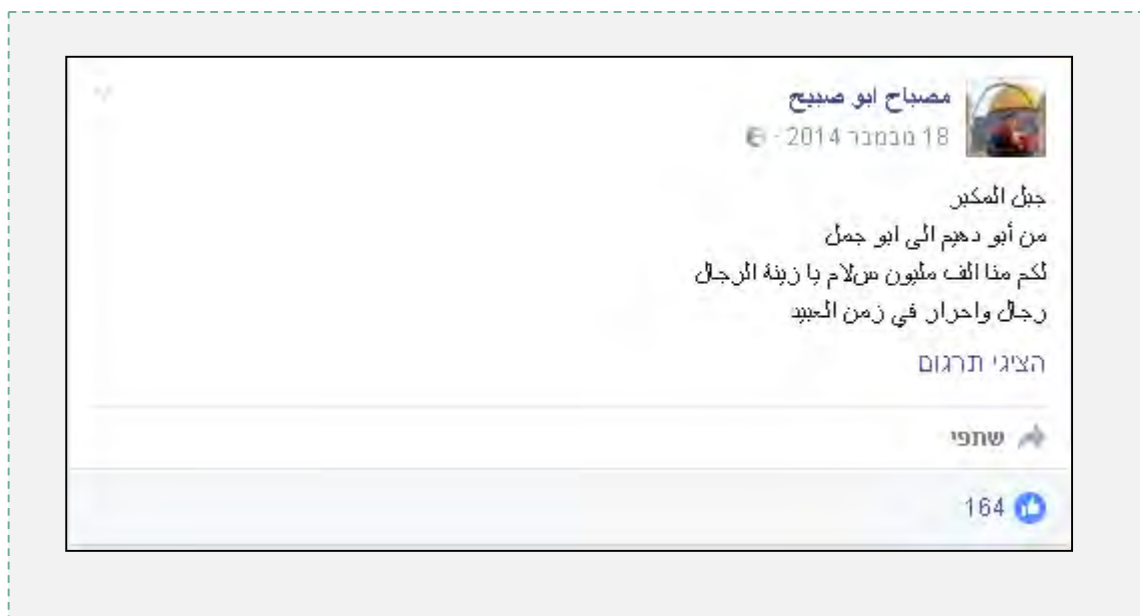 مصباح ابو صبيح
18 נובמבר 2014 ·
جبل المكبر
من أبو دهيم الى ابو جمل
لكم منا الف مليون سلام يا زينة الرجال
رجال واحرار في زمن العبيد
הציגי תרגום
שתפי
164